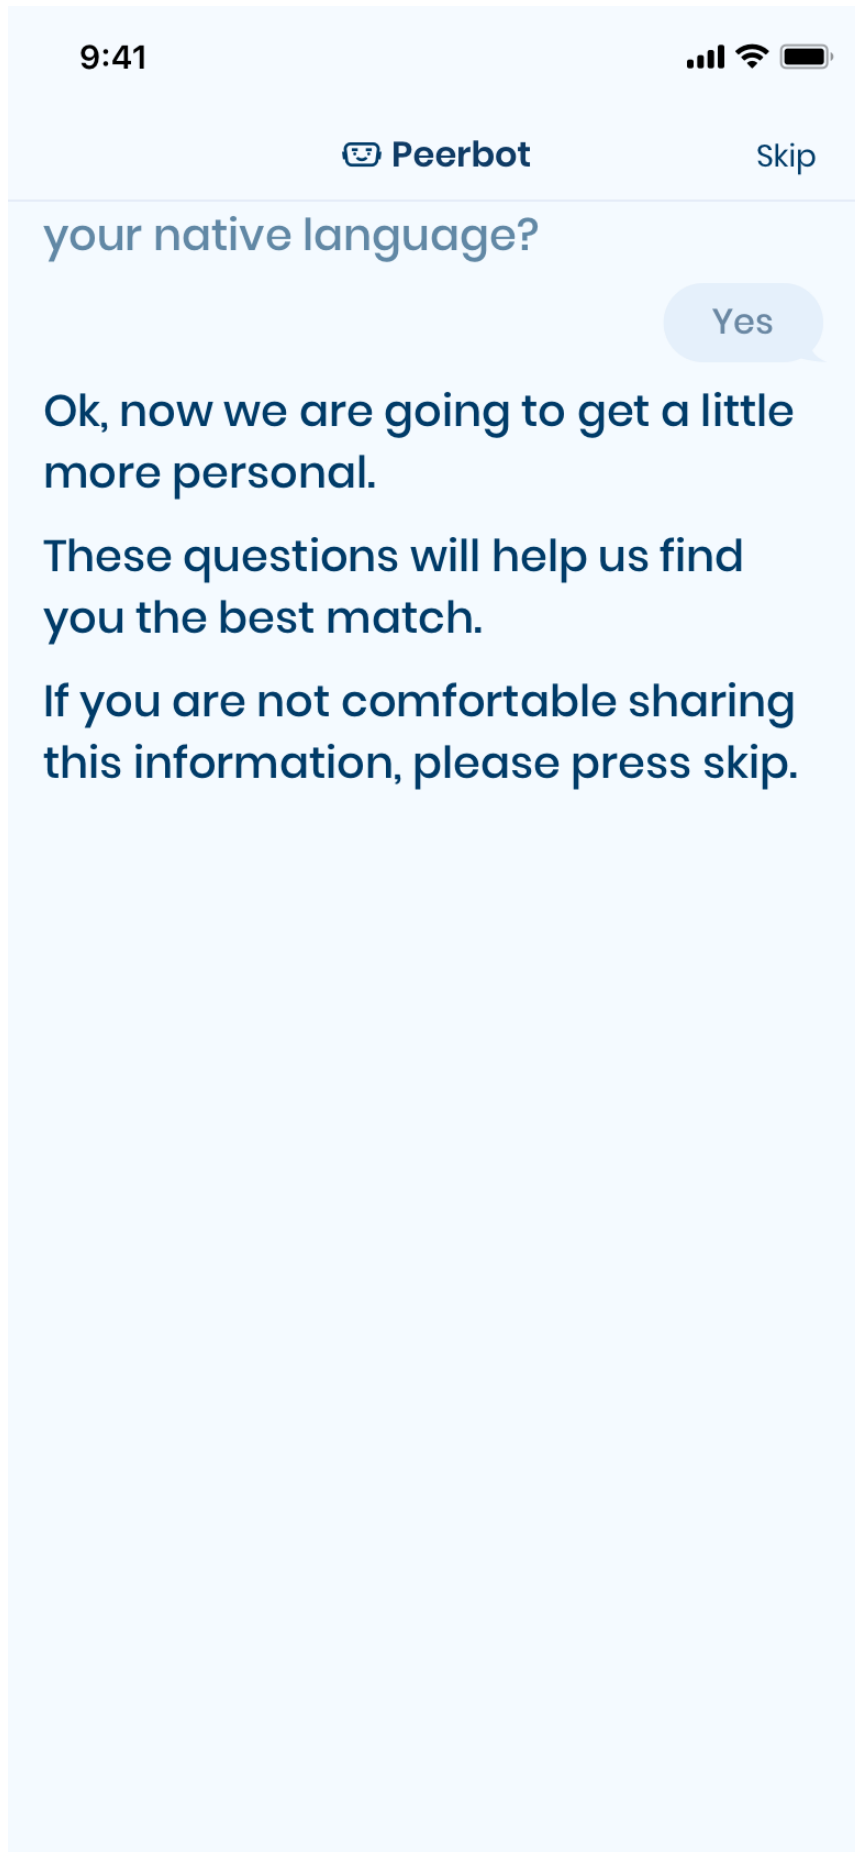 9:41
Peerbot
Skip
your native language?
Yes
Ok, now we are going to get a little
more personal.
These questions will help us find
you the best match.
If you are not comfortable sharing
this information, please press skip.